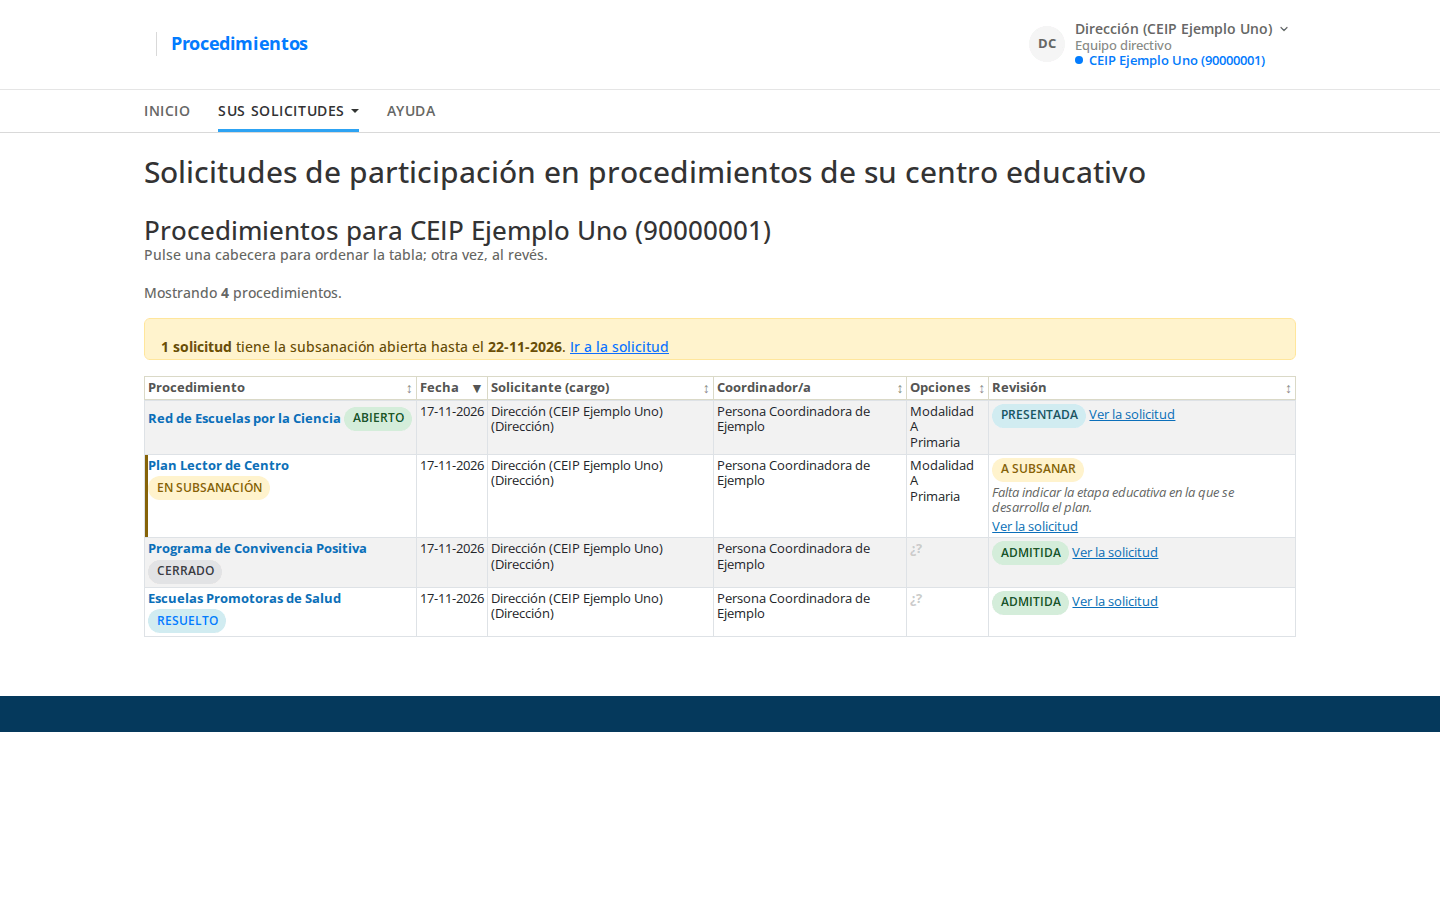 Procedimientos
DC
Dirección (CEIP Ejemplo Uno)
Equipo directivo
CEIP Ejemplo Uno (90000001)
INICIO
SUS SOLICITUDES
AYUDA
Solicitudes de participación en procedimientos de su centro educativo
Procedimientos para CEIP Ejemplo Uno (90000001)
Pulse una cabecera para ordenar la tabla; otra vez, al revés.
Mostrando 4 procedimientos.
1 solicitud tiene la subsanación abierta hasta el 22-11-2026. Ir a la solicitud
Procedimiento ↕ Fecha ▼ Solicitante (cargo) ↕ Coordinador/a ↕ Opciones ↕ Revisión ↕
Red de Escuelas por la Ciencia ABIERTO
17-11-2026
Dirección (CEIP Ejemplo Uno)
(Dirección)
Persona Coordinadora de
Ejemplo
Modalidad
A
Primaria
PRESENTADA Ver la solicitud
Plan Lector de Centro
EN SUBSANACIÓN
17-11-2026
Dirección (CEIP Ejemplo Uno)
(Dirección)
Persona Coordinadora de
Ejemplo
Modalidad
A
Primaria
A SUBSANAR
Falta indicar la etapa educativa en la que se
desarrolla el plan.
Ver la solicitud
Programa de Convivencia Positiva
CERRADO
17-11-2026
Dirección (CEIP Ejemplo Uno)
(Dirección)
Persona Coordinadora de
Ejemplo
¿?
ADMITIDA Ver la solicitud
Escuelas Promotoras de Salud
RESUELTO
17-11-2026
Dirección (CEIP Ejemplo Uno)
(Dirección)
Persona Coordinadora de
Ejemplo
¿?
ADMITIDA Ver la solicitud